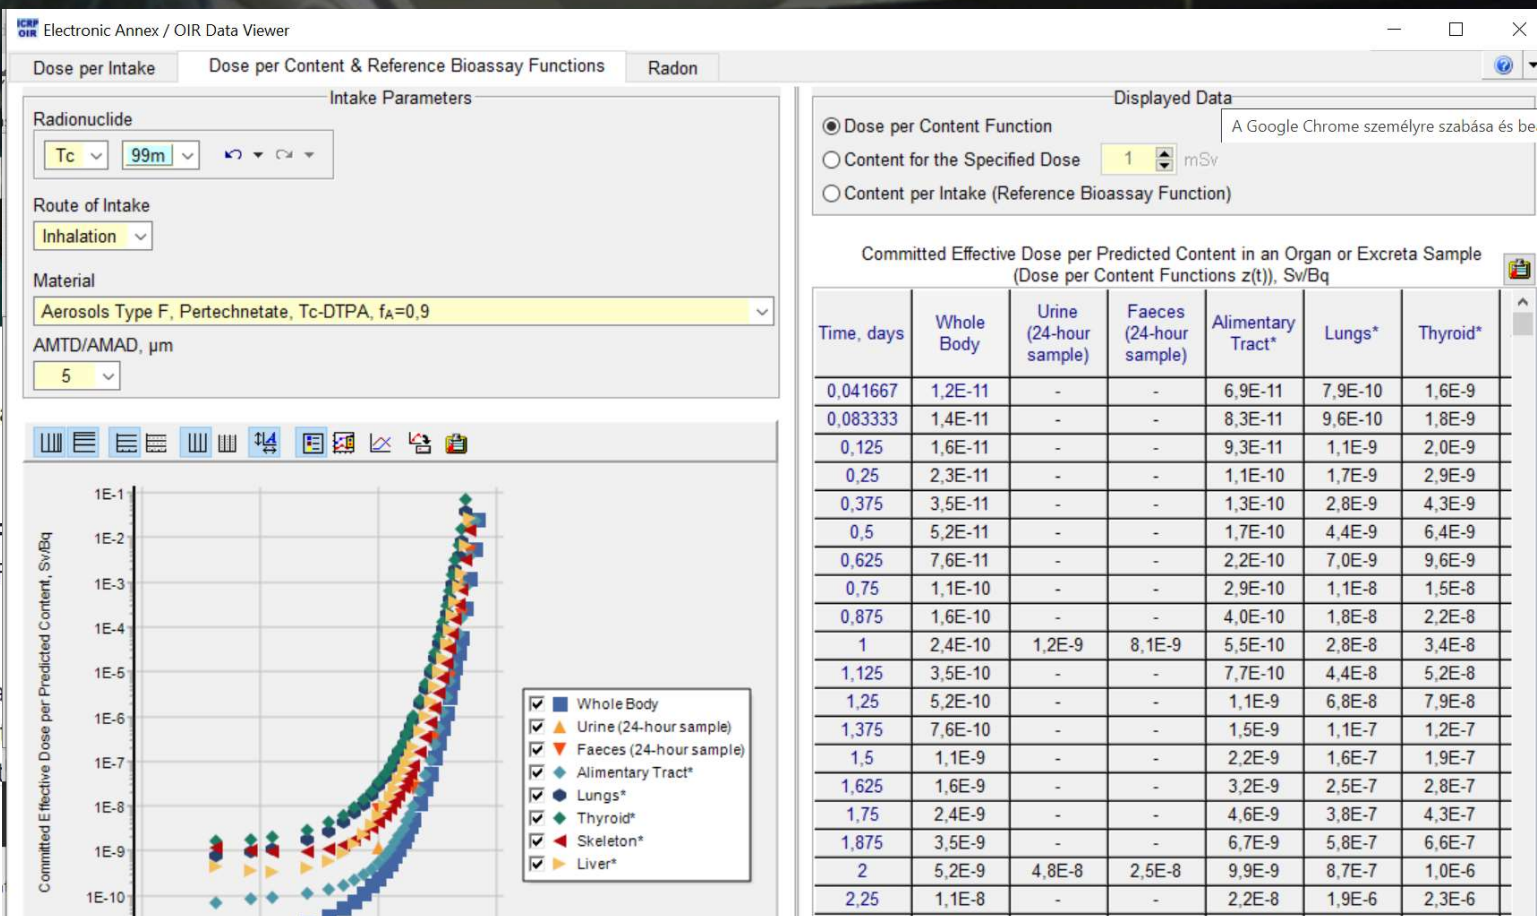 ICRP
OIR Electronic Annex / OIR Data Viewer
Dose per Intake Dose per Content & Reference Bioassay Functions Radon
Intake Parameters
Radionuclide
Tc 99m
Route of Intake
Inhalation
Material
Aerosols Type F, Pertechnetate, Tc-DTPA, fA=0,9
AMTD/AMAD, µm
5
1E-1
1E-2
1E-3
1E-4
1E-5
1E-6
1E-7
1E-8
1E-9
1E-10
Committed Effective Dose per Predicted Content, Sv/Bq
Whole Body
Urine (24-hour sample)
Faeces (24-hour sample)
Alimentary Tract*
Lungs*
Thyroid*
Skeleton*
Liver*
Displayed Data
A Google Chrome személyre szabása és be
Dose per Content Function
Content for the Specified Dose 1 mSv
Content per Intake (Reference Bioassay Function)
Committed Effective Dose per Predicted Content in an Organ or Excreta Sample
(Dose per Content Functions z(t)), Sv/Bq
Time, days Whole Body Urine (24-hour sample) Faeces (24-hour sample) Alimentary Tract* Lungs* Thyroid*
0,041667 1,2E-11 - - 6,9E-11 7,9E-10 1,6E-9
0,083333 1,4E-11 - - 8,3E-11 9,6E-10 1,8E-9
0,125 1,6E-11 - - 9,3E-11 1,1E-9 2,0E-9
0,25 2,3E-11 - - 1,1E-10 1,7E-9 2,9E-9
0,375 3,5E-11 - - 1,3E-10 2,8E-9 4,3E-9
0,5 5,2E-11 - - 1,7E-10 4,4E-9 6,4E-9
0,625 7,6E-11 - - 2,2E-10 7,0E-9 9,6E-9
0,75 1,1E-10 - - 2,9E-10 1,1E-8 1,5E-8
0,875 1,6E-10 - - 4,0E-10 1,8E-8 2,2E-8
1 2,4E-10 1,2E-9 8,1E-9 5,5E-10 2,8E-8 3,4E-8
1,125 3,5E-10 - - 7,7E-10 4,4E-8 5,2E-8
1,25 5,2E-10 - - 1,1E-9 6,8E-8 7,9E-8
1,375 7,6E-10 - - 1,5E-9 1,1E-7 1,2E-7
1,5 1,1E-9 - - 2,2E-9 1,6E-7 1,9E-7
1,625 1,6E-9 - - 3,2E-9 2,5E-7 2,8E-7
1,75 2,4E-9 - - 4,6E-9 3,8E-7 4,3E-7
1,875 3,5E-9 - - 6,7E-9 5,8E-7 6,6E-7
2 5,2E-9 4,8E-8 2,5E-8 9,9E-9 8,7E-7 1,0E-6
2,25 1,1E-8 - - 2,2E-8 1,9E-6 2,3E-6